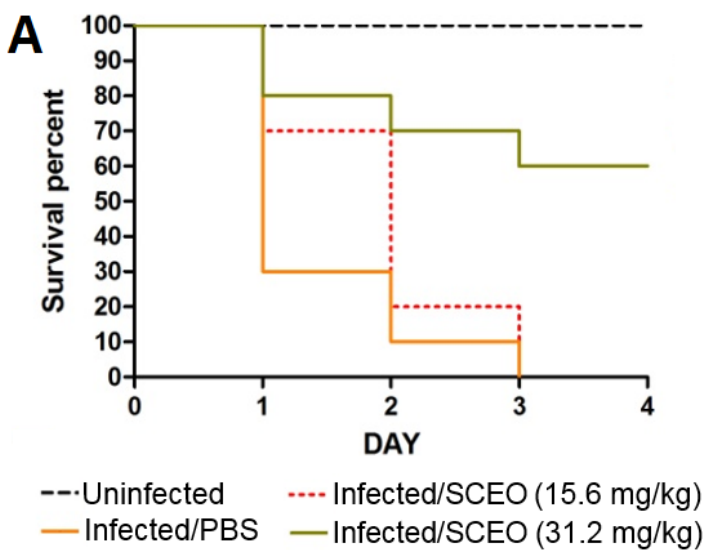 A
Survival percent
100
90
80
70
60
50
40
30
20
10
0
0 1 2 3 4
DAY
Uninfected
Infected/SCEO (15.6 mg/kg)
Infected/PBS
Infected/SCEO (31.2 mg/kg)